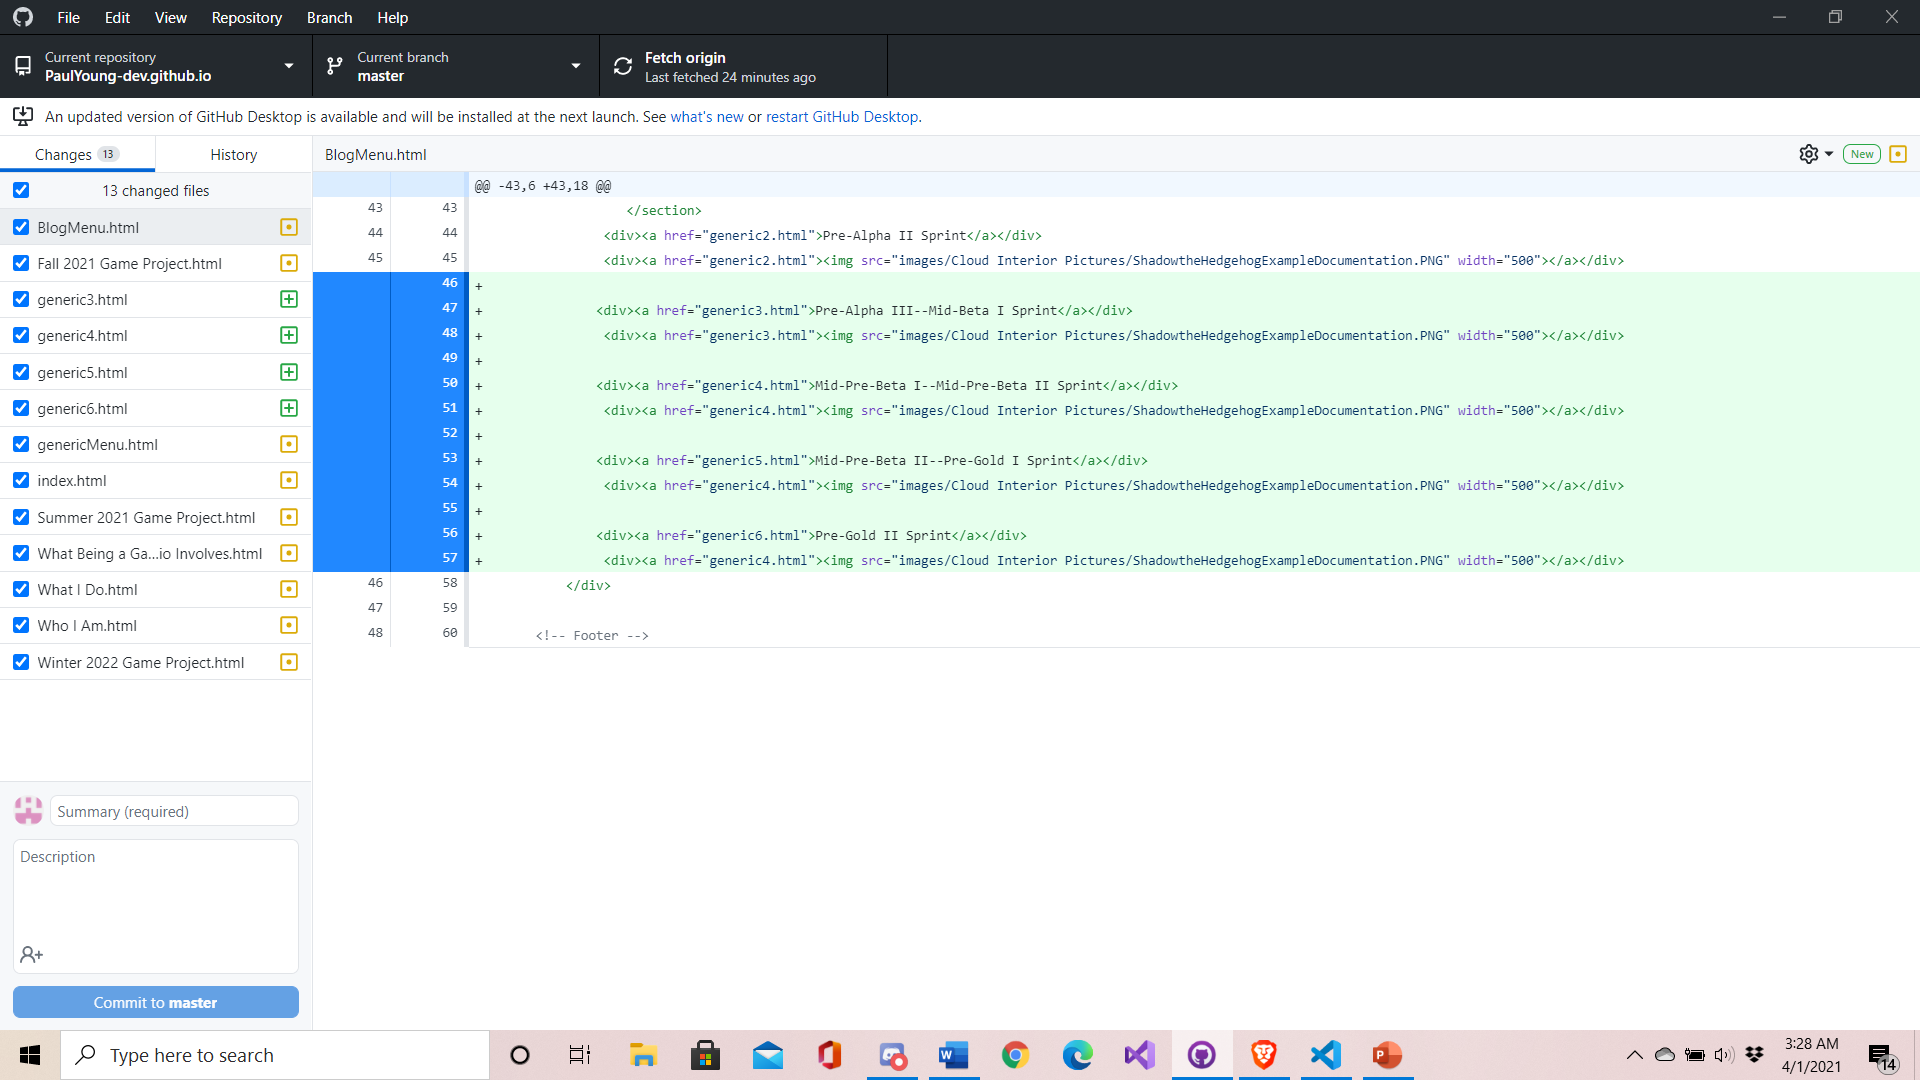 File Edit View Repository Branch Help
Current repository
PaulYoung-dev.github.io
Current branch
master
Fetch origin
Last fetched 24 minutes ago
An updated version of GitHub Desktop is available and will be installed at the next launch. See what's new or restart GitHub Desktop.
Changes 13 History
BlogMenu.html
New
13 changed files
BlogMenu.html
Fall 2021 Game Project.html
generic3.html
generic4.html
generic5.html
generic6.html
genericMenu.html
index.html
Summer 2021 Game Project.html
What Being a Ga...io Involves.html
What I Do.html
Who I Am.html
Winter 2022 Game Project.html
Summary (required)
Description
Commit to master
@@ -43,6 +43,18 @@
43 43 </section>
44 44 <div><a href="generic2.html">Pre-Alpha II Sprint</a></div>
45 45 <div><a href="generic2.html"><img src="images/Cloud Interior Pictures/ShadowtheHedgehogExampleDocumentation.PNG" width="500"></a></div>
46 +
47 + <div><a href="generic3.html">Pre-Alpha III--Mid-Beta I Sprint</a></div>
48 + <div><a href="generic3.html"><img src="images/Cloud Interior Pictures/ShadowtheHedgehogExampleDocumentation.PNG" width="500"></a></div>
49 +
50 + <div><a href="generic4.html">Mid-Pre-Beta I--Mid-Pre-Beta II Sprint</a></div>
51 + <div><a href="generic4.html"><img src="images/Cloud Interior Pictures/ShadowtheHedgehogExampleDocumentation.PNG" width="500"></a></div>
52 +
53 + <div><a href="generic5.html">Mid-Pre-Beta II--Pre-Gold I Sprint</a></div>
54 + <div><a href="generic4.html"><img src="images/Cloud Interior Pictures/ShadowtheHedgehogExampleDocumentation.PNG" width="500"></a></div>
55 +
56 + <div><a href="generic6.html">Pre-Gold II Sprint</a></div>
57 + <div><a href="generic4.html"><img src="images/Cloud Interior Pictures/ShadowtheHedgehogExampleDocumentation.PNG" width="500"></a></div>
46 58 </div>
47 59
48 60 <!-- Footer -->
Type here to search
3:28 AM
4/1/2021
14